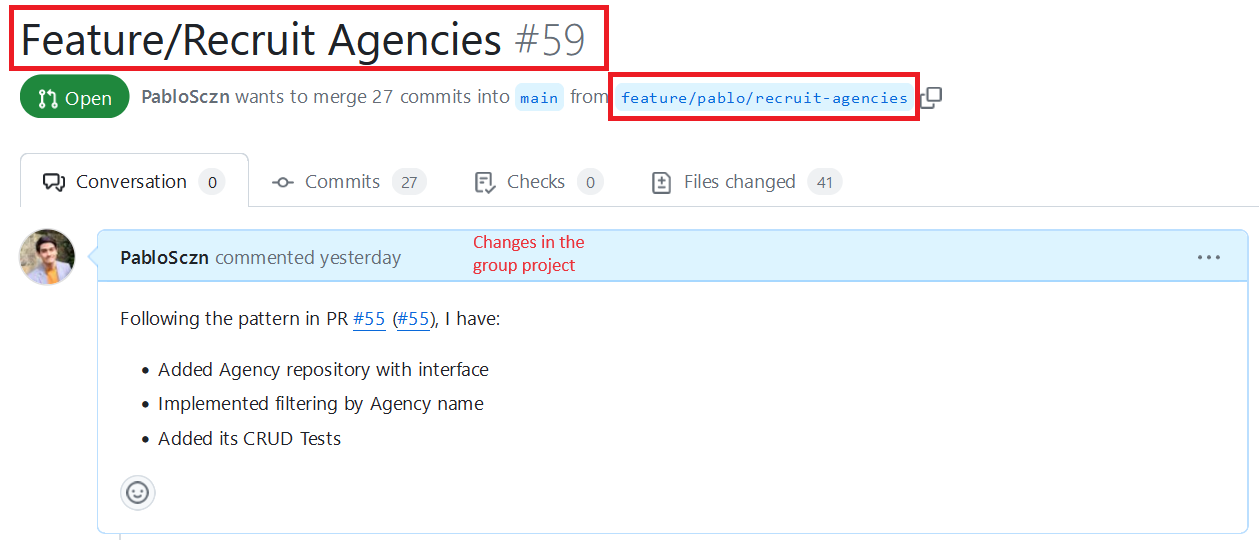 Feature/Recruit Agencies #59
Open PabloSczn wants to merge 27 commits into main from feature/pablo/recruit-agencies
Conversation 0 Commits 27 Checks 0 Files changed 41
PabloSczn commented yesterday
Changes in the
group project
Following the pattern in PR #55 (#55), I have:
• Added Agency repository with interface
• Implemented filtering by Agency name
• Added its CRUD Tests